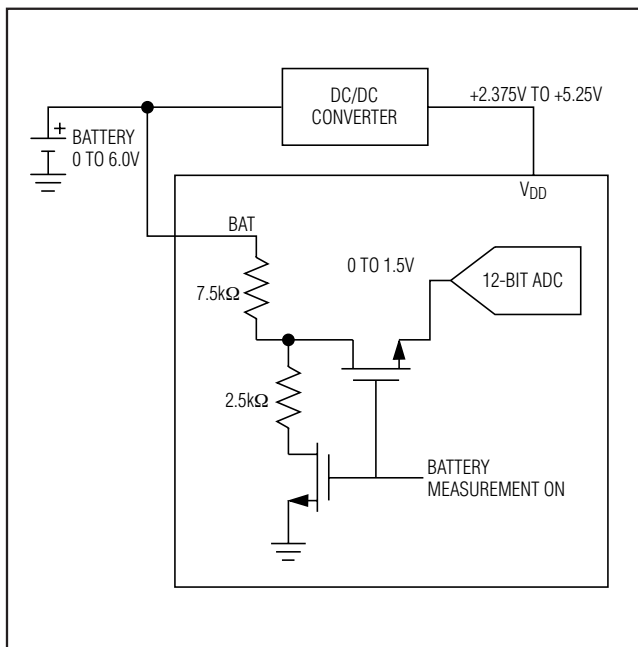 DC/DC
CONVERTER
+2.375V TO +5.25V
+
BATTERY
0 TO 6.0V
VDD
BAT
0 TO 1.5V
12-BIT ADC
7.5kΩ
2.5kΩ
BATTERY
MEASUREMENT ON